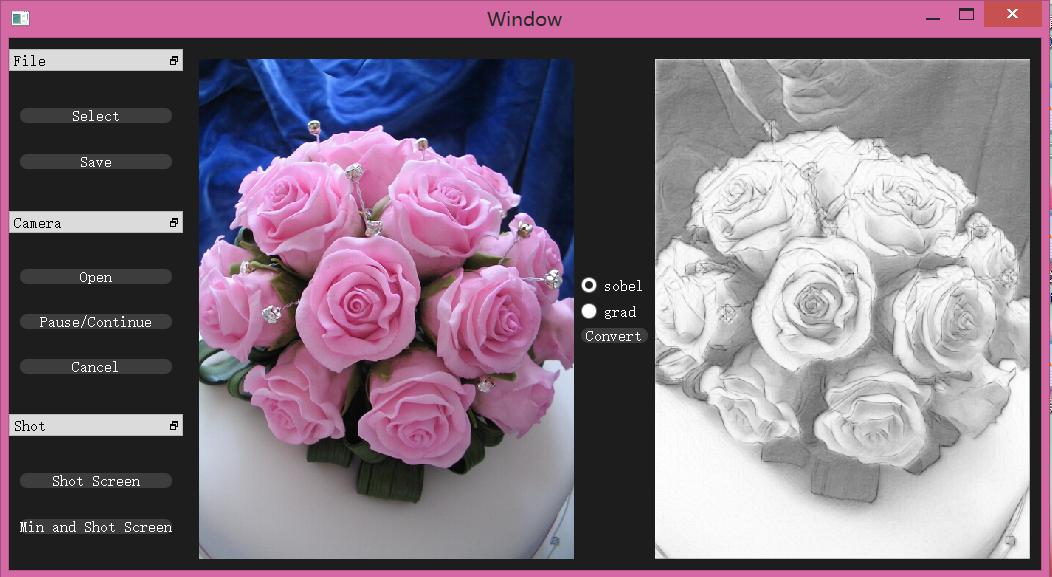 Window
File
Select
Save
Camera
Open
Pause/Continue
Cancel
Shot
Shot Screen
Min and Shot Screen
sobel
grad
Convert